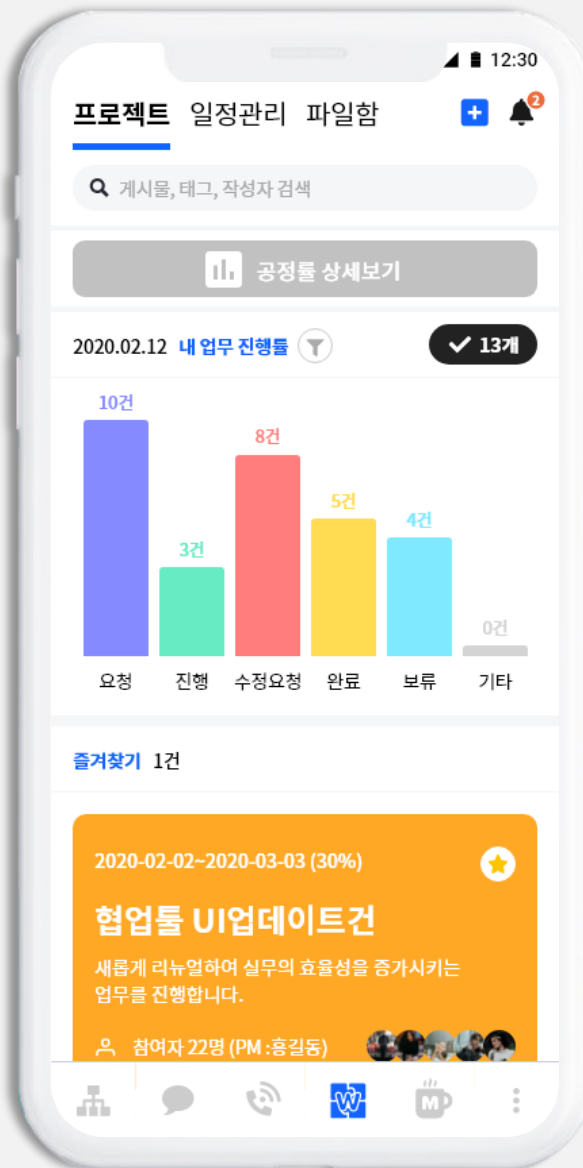 12:30
프로젝트 일정관리 파일함
2
게시물, 태그, 작성자 검색
공정률 상세보기
2020.02.12 내 업무 진행률 13개
10건
8건
5건
4건
3건
0건
요청 진행 수정요청 완료 보류 기타
즐겨찾기 1건
2020-02-02~2020-03-03 (30%)
협업툴 UI업데이트건
새롭게 리뉴얼하여 실무의 효율성을 증가시키는
업무를 진행합니다.
참여자 22명 (PM :홍길동)
W M